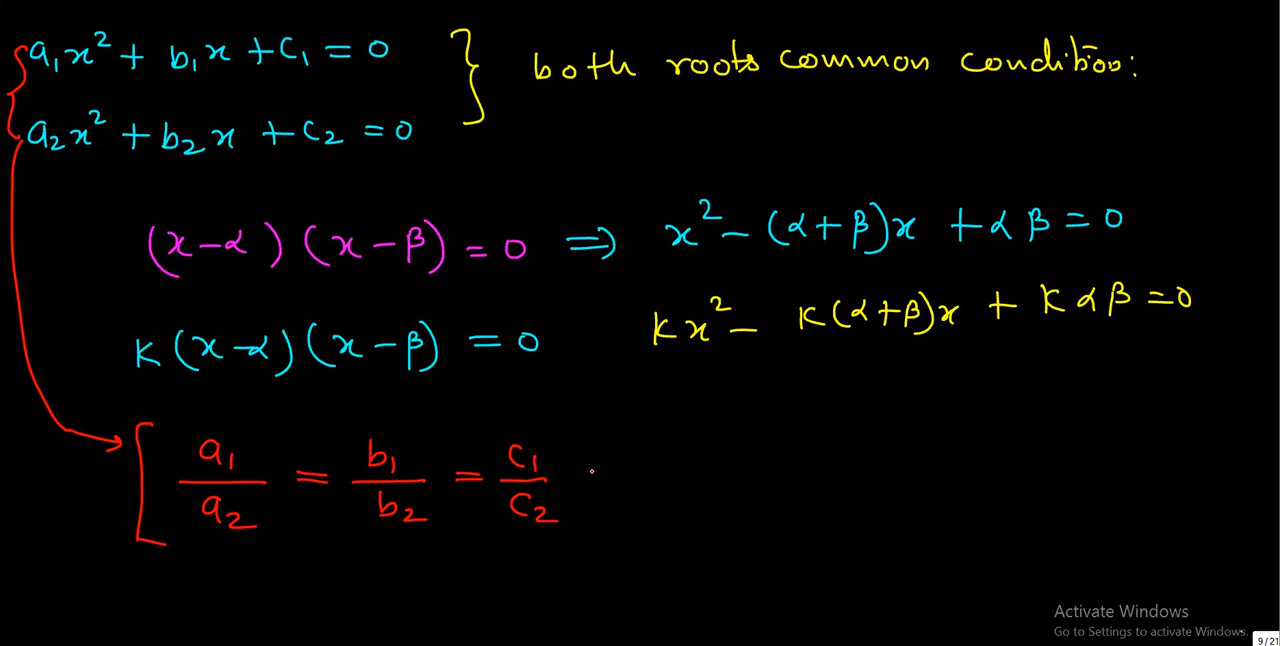 a₁x² + b₁x + c₁ = 0
a₂x² + b₂x + c₂ = 0
both roots common condition:
(x-α) (x-β) = 0 ⇒ x² - (α+β)x + αβ = 0
K(x-α)(x-β) = 0
Kx² - K(α+β)x + Kαβ = 0
a₁/a₂ = b₁/b₂ = c₁/c₂
Activate Windows
Go to Settings to activate Windows.
9/21